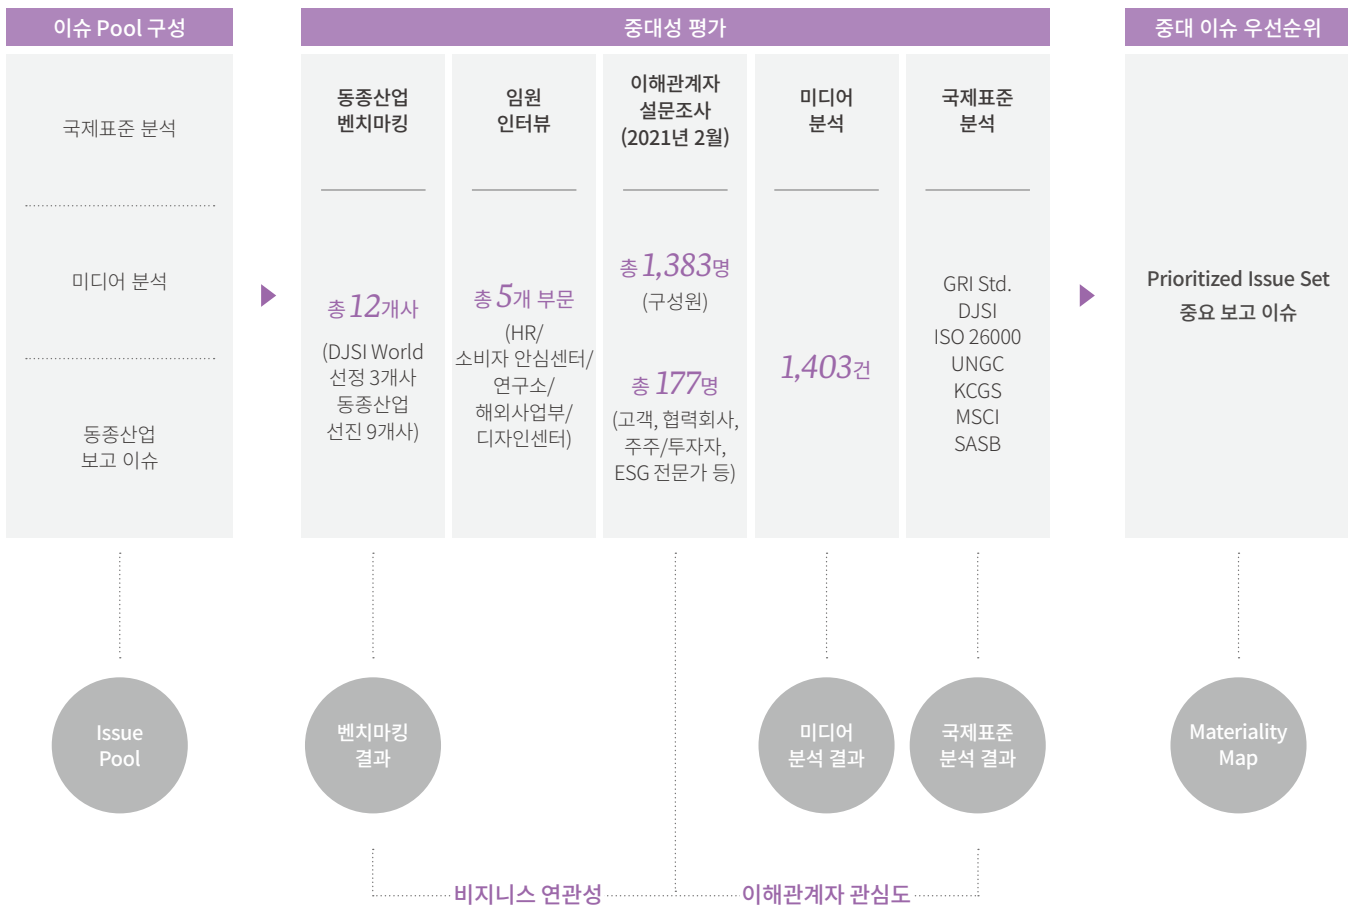 이슈 Pool 구성
국제표준 분석
미디어 분석
동종산업
보고 이슈
중대성 평가
동종산업
벤치마킹
총 12개사
(DJSI World
선정 3개사
동종산업
선진 9개사)
임원
인터뷰
총 5개 부문
(HR/
소비자 안심센터/
연구소/
해외사업부/
디자인센터)
이해관계자
설문조사
(2021년 2월)
총 1,383명
(구성원)
총 177명
(고객, 협력회사,
주주/투자자,
ESG 전문가 등)
미디어
분석
1,403건
국제표준
분석
GRI Std.
DJSI
ISO 26000
UNGC
KCGS
MSCI
SASB
중대 이슈 우선순위
Prioritized Issue Set
중요 보고 이슈
Issue
Pool
벤치마킹
결과
미디어
분석 결과
국제표준
분석 결과
Materiality
Map
비지니스 연관성
이해관계자 관심도